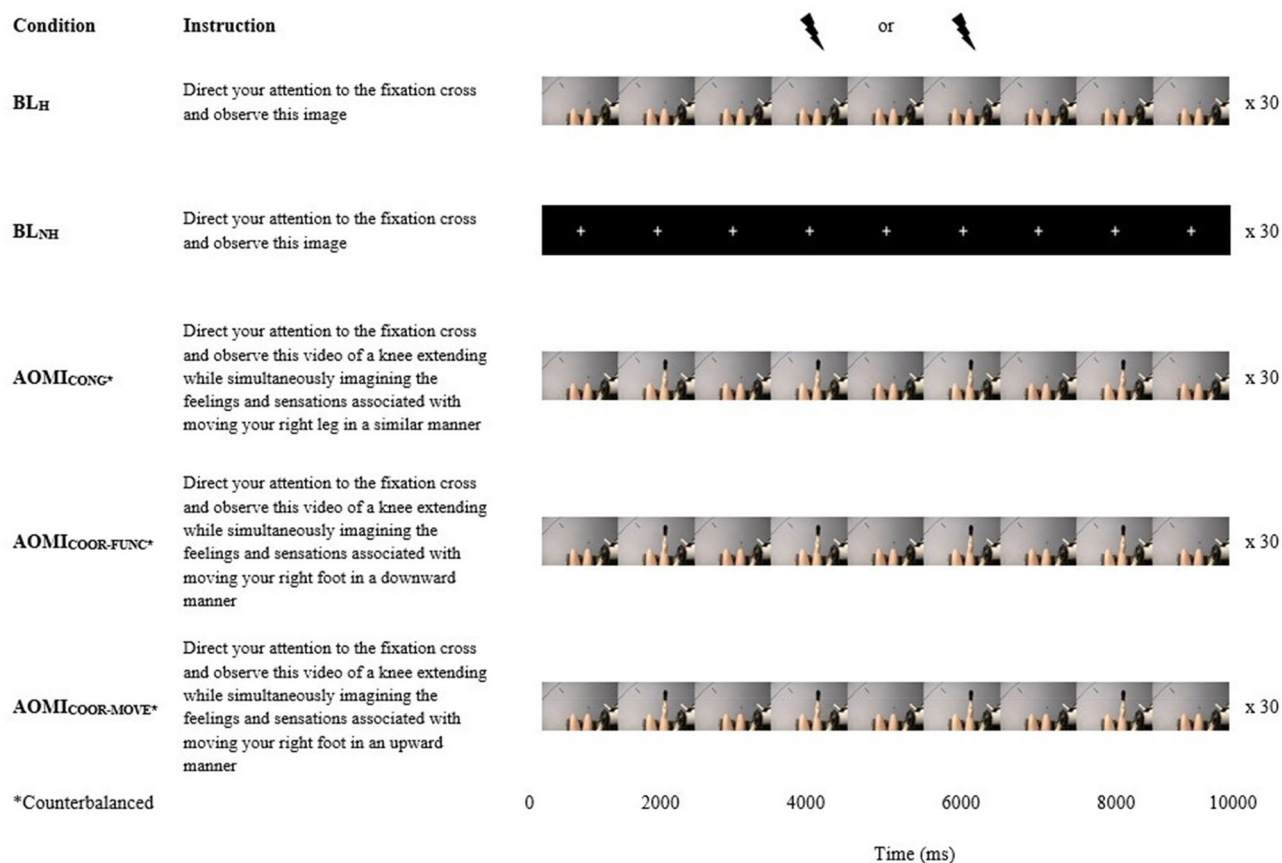 Condition Instruction or
BLH Direct your attention to the fixation cross
and observe this image
x 30
BLNH Direct your attention to the fixation cross
and observe this image
x 30
AOMICONG* Direct your attention to the fixation cross
and observe this video of a knee extending
while simultaneously imagining the
feelings and sensations associated with
moving your right leg in a similar manner
x 30
AOMICOOR-FUNC* Direct your attention to the fixation cross
and observe this video of a knee extending
while simultaneously imagining the
feelings and sensations associated with
moving your right foot in a downward
manner
x 30
AOMICOOR-MOVE* Direct your attention to the fixation cross
and observe this video of a knee extending
while simultaneously imagining the
feelings and sensations associated with
moving your right foot in an upward
manner
x 30
*Counterbalanced 0 2000 4000 6000 8000 10000
Time (ms)